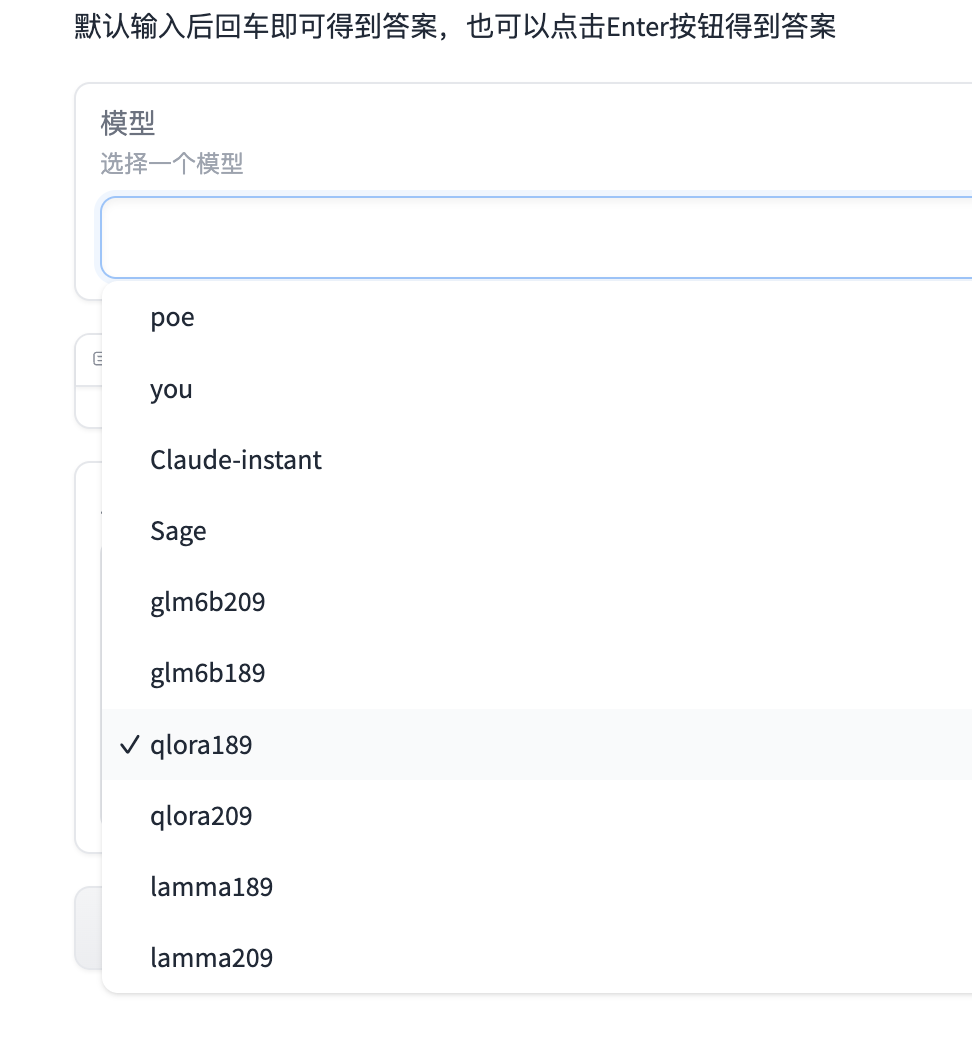 默认输入后回车即可得到答案，也可以点击Enter按钮得到答案
模型
选择一个模型
poe
you
Claude-instant
Sage
glm6b209
glm6b189
qlora189
qlora209
lamma189
lamma209